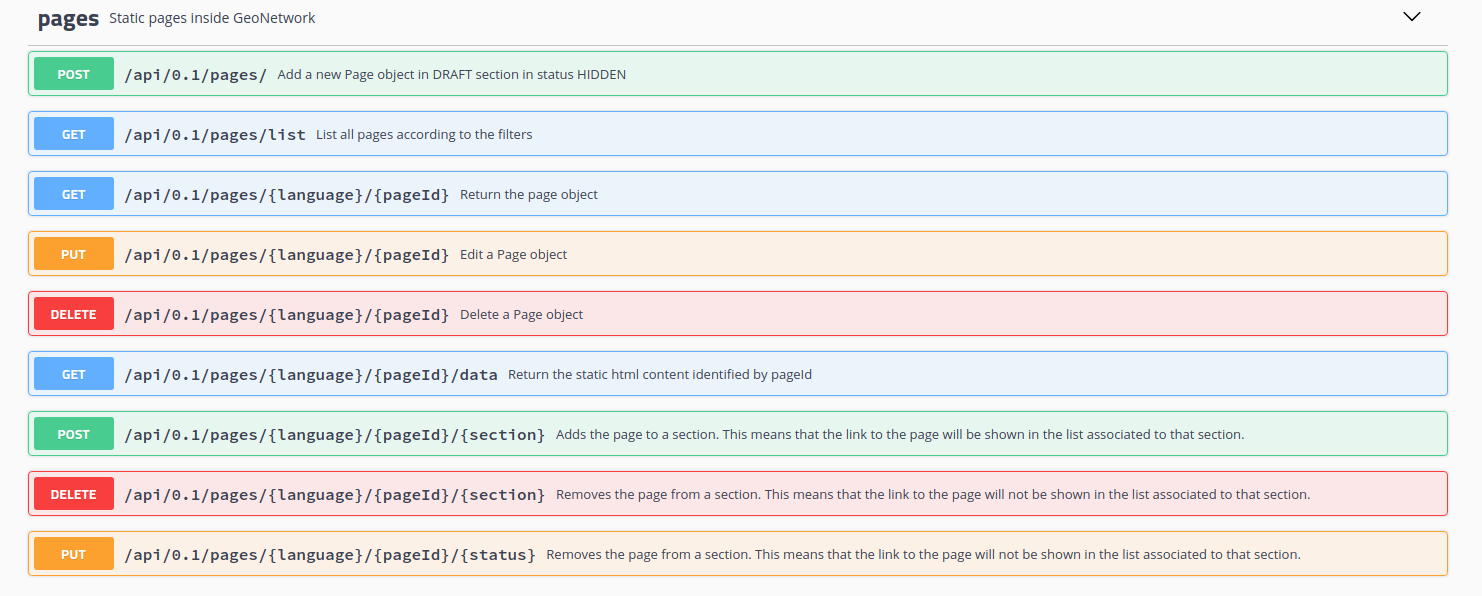 pages Static pages inside GeoNetwork
POST /api/0.1/pages/ Add a new Page object in DRAFT section in status HIDDEN
GET /api/0.1/pages/list List all pages according to the filters
GET /api/0.1/pages/{language}/{pageId} Return the page object
PUT /api/0.1/pages/{language}/{pageId} Edit a Page object
DELETE /api/0.1/pages/{language}/{pageId} Delete a Page object
GET /api/0.1/pages/{language}/{pageId}/data Return the static html content identified by pageId
POST /api/0.1/pages/{language}/{pageId}/{section} Adds the page to a section. This means that the link to the page will be shown in the list associated to that section.
DELETE /api/0.1/pages/{language}/{pageId}/{section} Removes the page from a section. This means that the link to the page will not be shown in the list associated to that section.
PUT /api/0.1/pages/{language}/{pageId}/{status} Removes the page from a section. This means that the link to the page will not be shown in the list associated to that section.